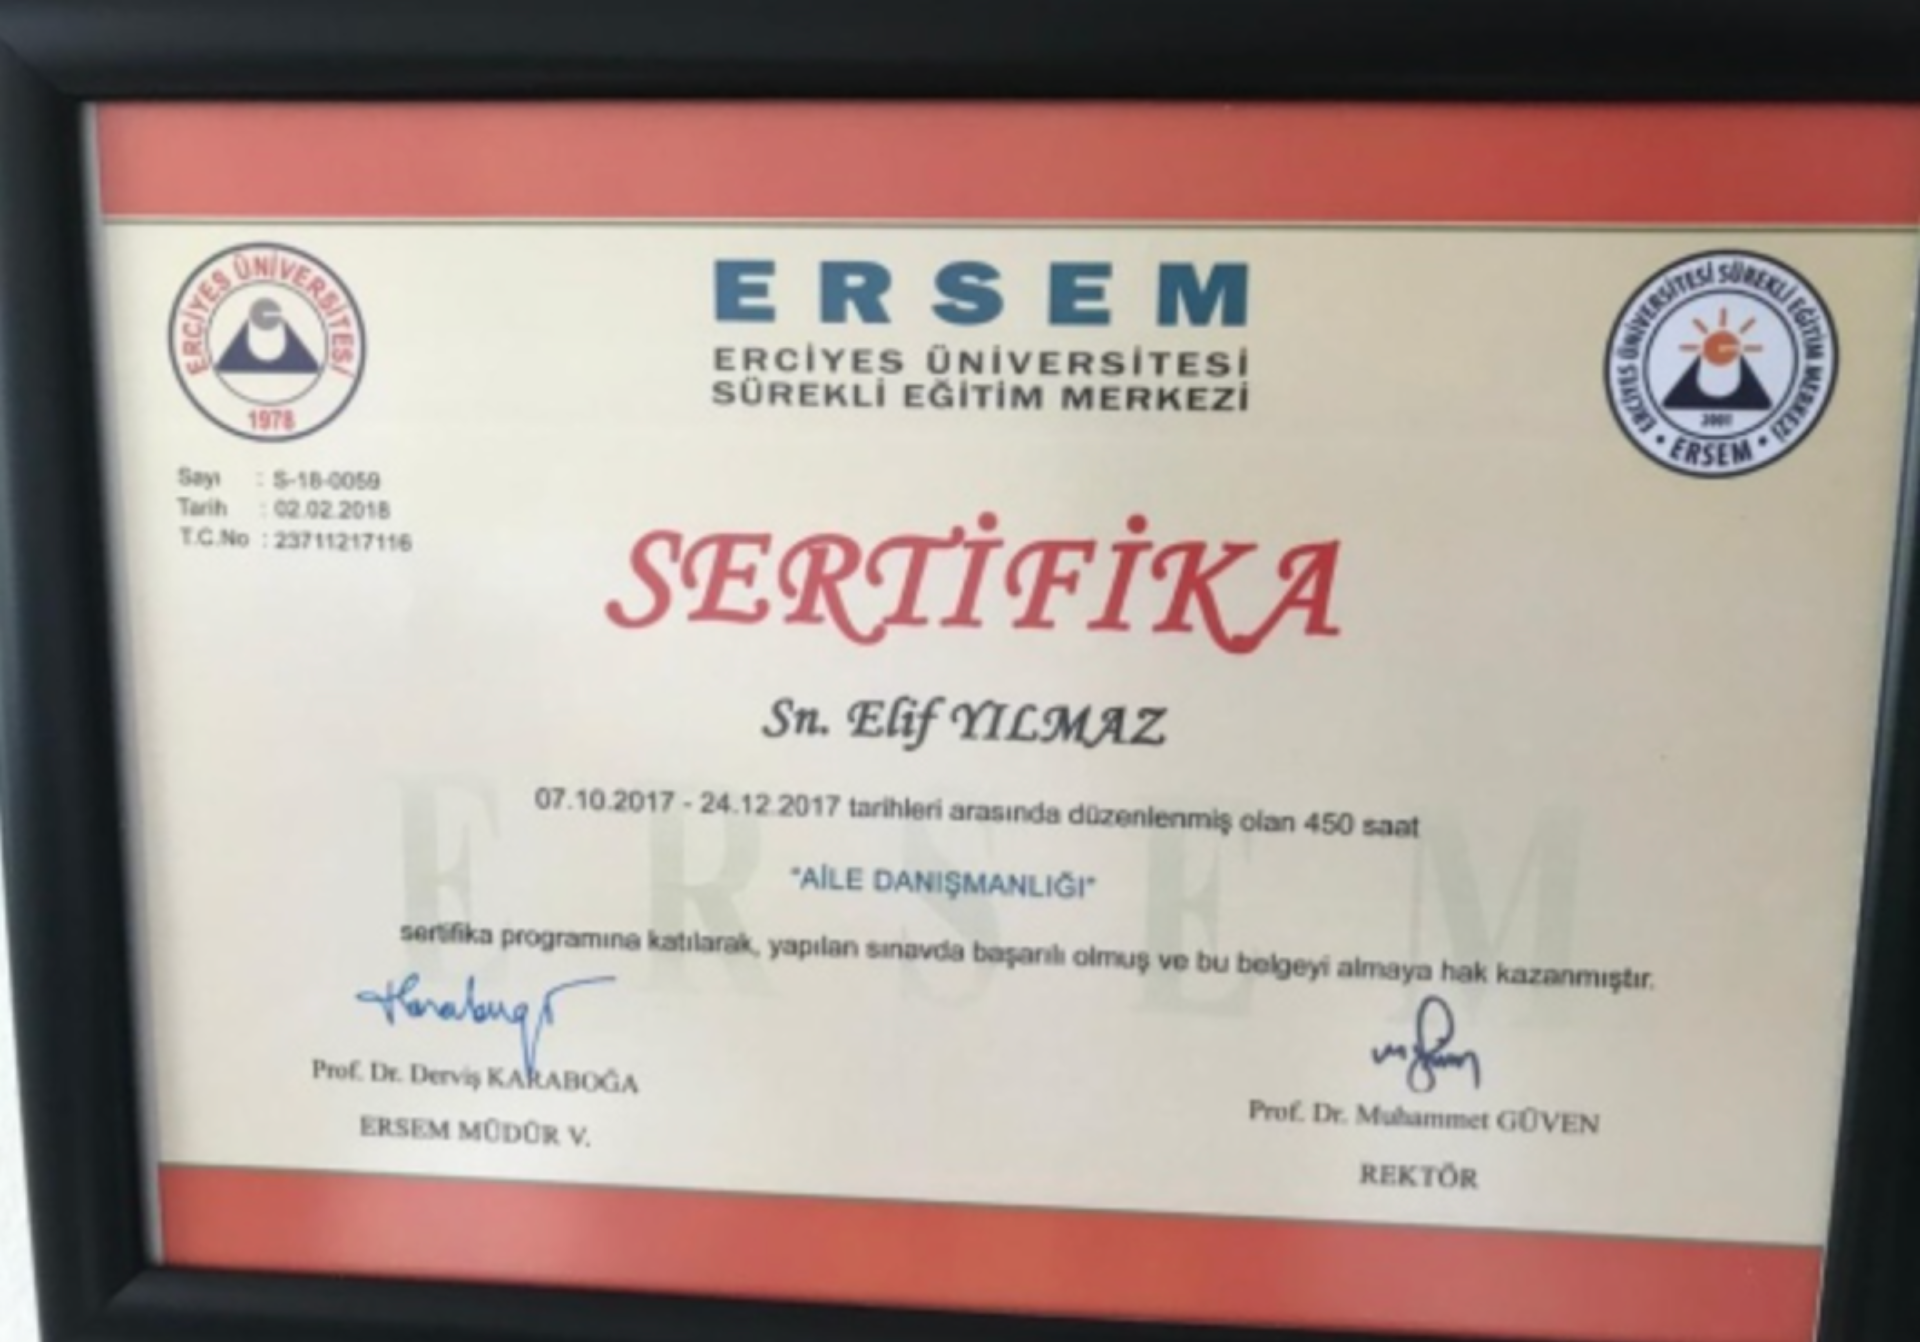 ERCİYES ÜNİVERSİTESİ
1978
ERSEM
ERCİYES ÜNİVERSİTESİ
SÜREKLİ EĞİTİM MERKEZİ
ERCİYES ÜNİVERSİTESİ SÜREKLİ EĞİTİM MERKEZİ
• ERSEM •
Sayı : S-18-0059
Tarih : 02.02.2018
T.C.No : 23711217116
SERTİFİKA
Sn. Elif YILMAZ
07.10.2017 - 24.12.2017 tarihleri arasında düzenlenmiş olan 450 saat
"AİLE DANIŞMANLIĞI"
sertifika programına katılarak, yapılan sınavda başarılı olmuş ve bu belgeyi almaya hak kazanmıştır.
ERSEM
Prof. Dr. Derviş KARABOĞA
ERSEM MÜDÜR V.
Prof. Dr. Muhammet GÜVEN
REKTÖR